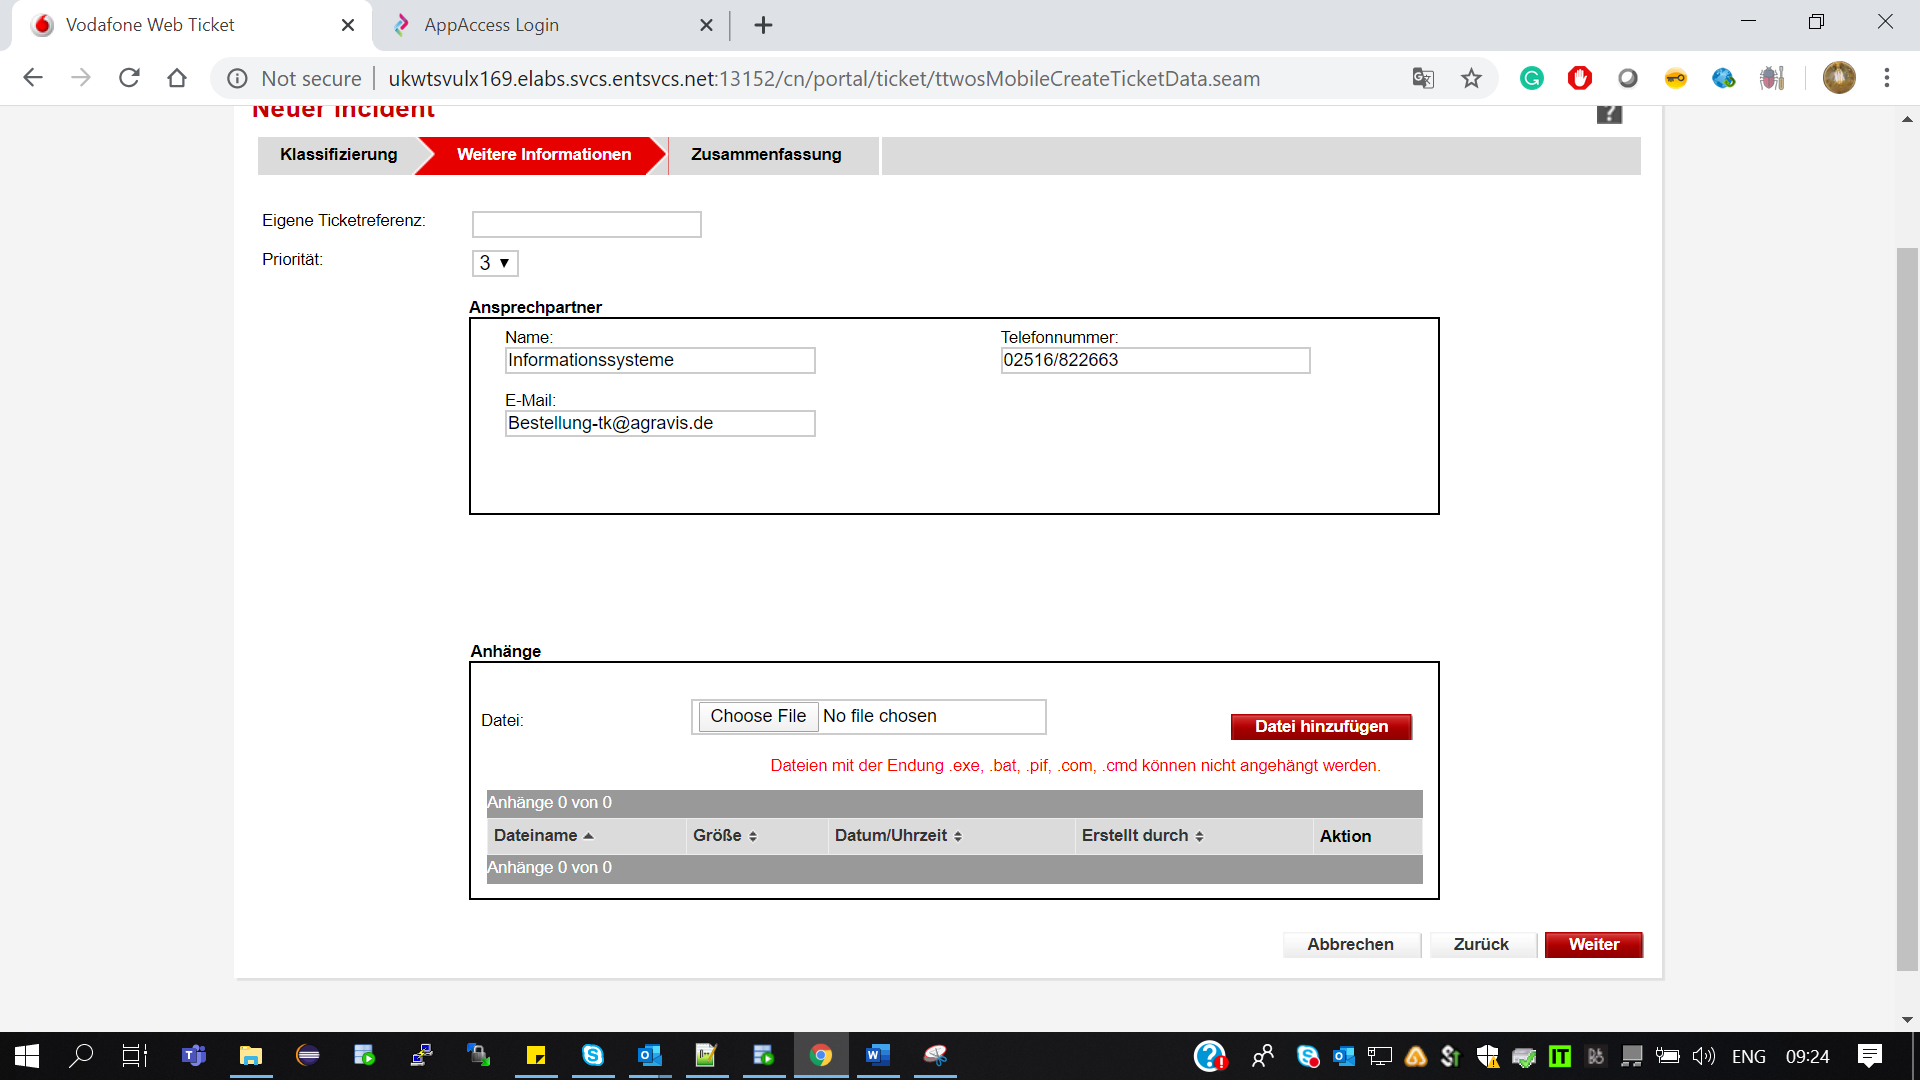 Vodafone Web Ticket
AppAccess Login
Not secure
ukwtsvulx169.elabs.svcs.entsvcs.net:13152/cn/portal/ticket/ttwosMobileCreateTicketData.seam
Neuer Incident
?
Klassifizierung
Weitere Informationen
Zusammenfassung
Eigene Ticketreferenz:
Priorität:
3
Ansprechpartner
Name:
Telefonnummer:
Informationssysteme
02516/822663
E-Mail:
Bestellung-tk@agravis.de
Anhänge
Datei:
Choose File No file chosen
Datei hinzufügen
Dateien mit der Endung .exe, .bat, .pif, .com, .cmd können nicht angehängt werden.
Anhänge 0 von 0
Dateiname
Größe
Datum/Uhrzeit
Erstellt durch
Aktion
Anhänge 0 von 0
Abbrechen
Zurück
Weiter
ENG
09:24